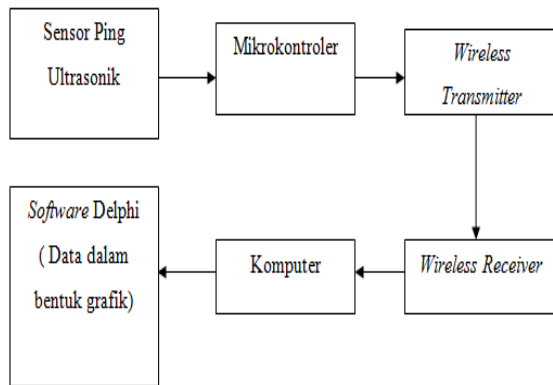 Sensor Ping
Ultrasonik
Mikrokontroler
Wireless
Transmitter
Software Delphi
( Data dalam
bentuk grafik)
Komputer
Wireless Receiver